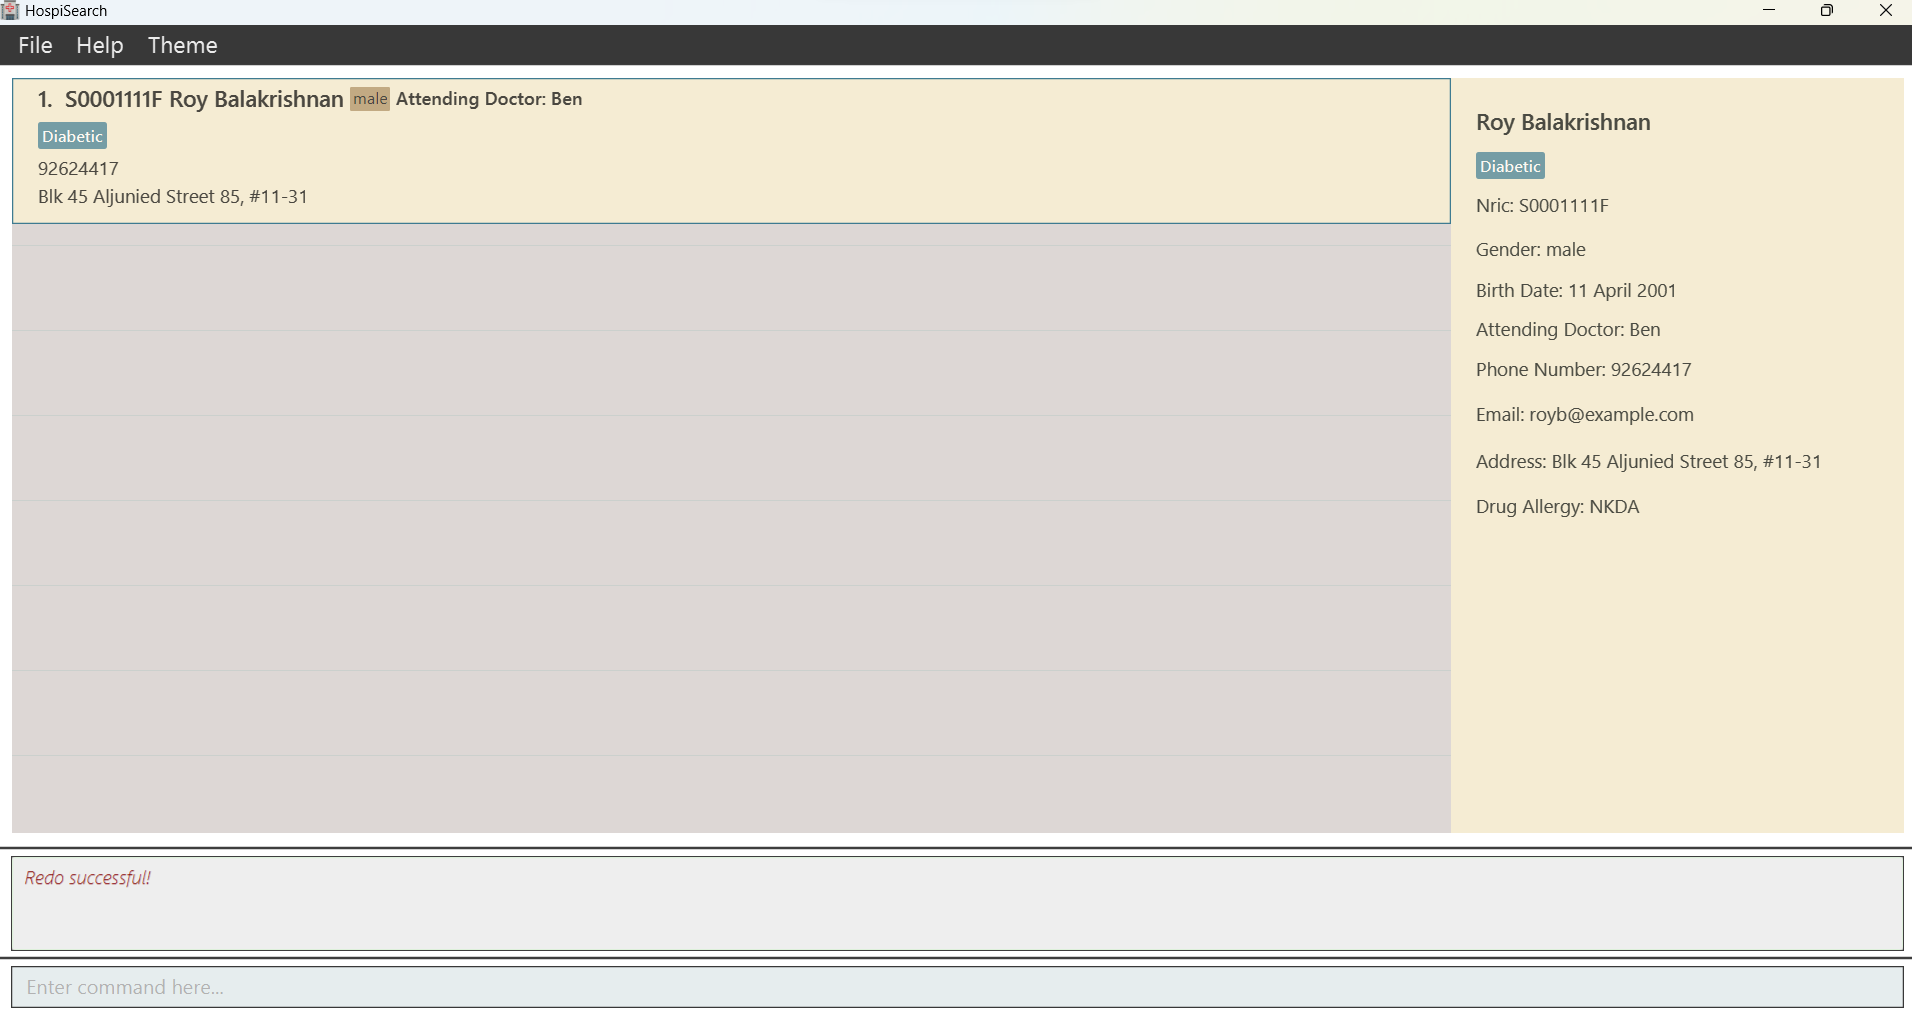 HospiSearch
File Help Theme
1. S0001111F Roy Balakrishnan male Attending Doctor: Ben
Diabetic
92624417
Blk 45 Aljunied Street 85, #11-31
Roy Balakrishnan
Diabetic
Nric: S0001111F
Gender: male
Birth Date: 11 April 2001
Attending Doctor: Ben
Phone Number: 92624417
Email: royb@example.com
Address: Blk 45 Aljunied Street 85, #11-31
Drug Allergy: NKDA
Redo successful!
Enter command here...